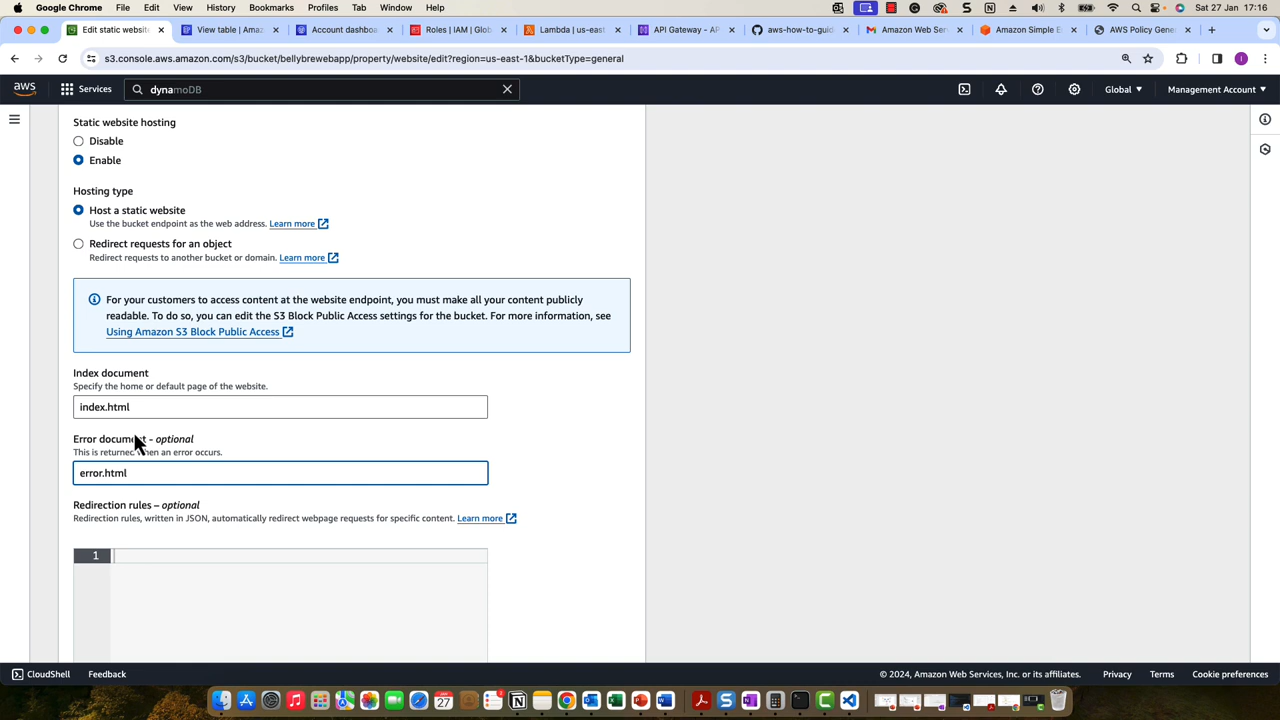 Google Chrome File Edit View History Bookmarks Profiles Tab Window Help Sat 27 Jan 17:16
Edit static website View table | Amaz Account dashboa Roles | IAM | Glob Lambda | us-east API Gateway - AP aws-how-to-guid Amazon Web Ser Amazon Simple E AWS Policy Gene
s3.console.aws.amazon.com/s3/bucket/bellybrewebapp/property/website/edit?region=us-east-1&bucketType=general
aws Services dynamoDB Global Management Account
Static website hosting
Disable
Enable
Hosting type
Host a static website
Use the bucket endpoint as the web address. Learn more
Redirect requests for an object
Redirect requests to another bucket or domain. Learn more
For your customers to access content at the website endpoint, you must make all your content publicly
readable. To do so, you can edit the S3 Block Public Access settings for the bucket. For more information, see
Using Amazon S3 Block Public Access
Index document
Specify the home or default page of the website.
index.html
Error document - optional
This is returned when an error occurs.
error.html
Redirection rules – optional
Redirection rules, written in JSON, automatically redirect webpage requests for specific content. Learn more
1
CloudShell Feedback © 2024, Amazon Web Services, Inc. or its affiliates. Privacy Terms Cookie preferences